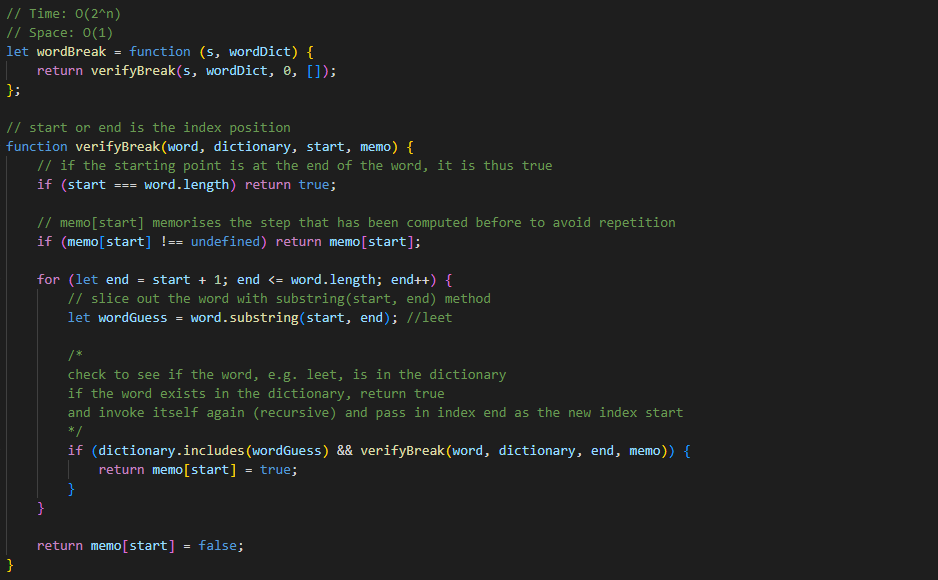 // Time: O(2^n)
// Space: O(1)
let wordBreak = function (s, wordDict) {
    return verifyBreak(s, wordDict, 0, []);
};

// start or end is the index position
function verifyBreak(word, dictionary, start, memo) {
    // if the starting point is at the end of the word, it is thus true
    if (start === word.length) return true;

    // memo[start] memorises the step that has been computed before to avoid repetition
    if (memo[start] !== undefined) return memo[start];

    for (let end = start + 1; end <= word.length; end++) {
        // slice out the word with substring(start, end) method
        let wordGuess = word.substring(start, end); //leet

        /*
        check to see if the word, e.g. leet, is in the dictionary
        if the word exists in the dictionary, return true
        and invoke itself again (recursive) and pass in index end as the new index start
        */
        if (dictionary.includes(wordGuess) && verifyBreak(word, dictionary, end, memo)) {
            return memo[start] = true;
        }
    }

    return memo[start] = false;
}